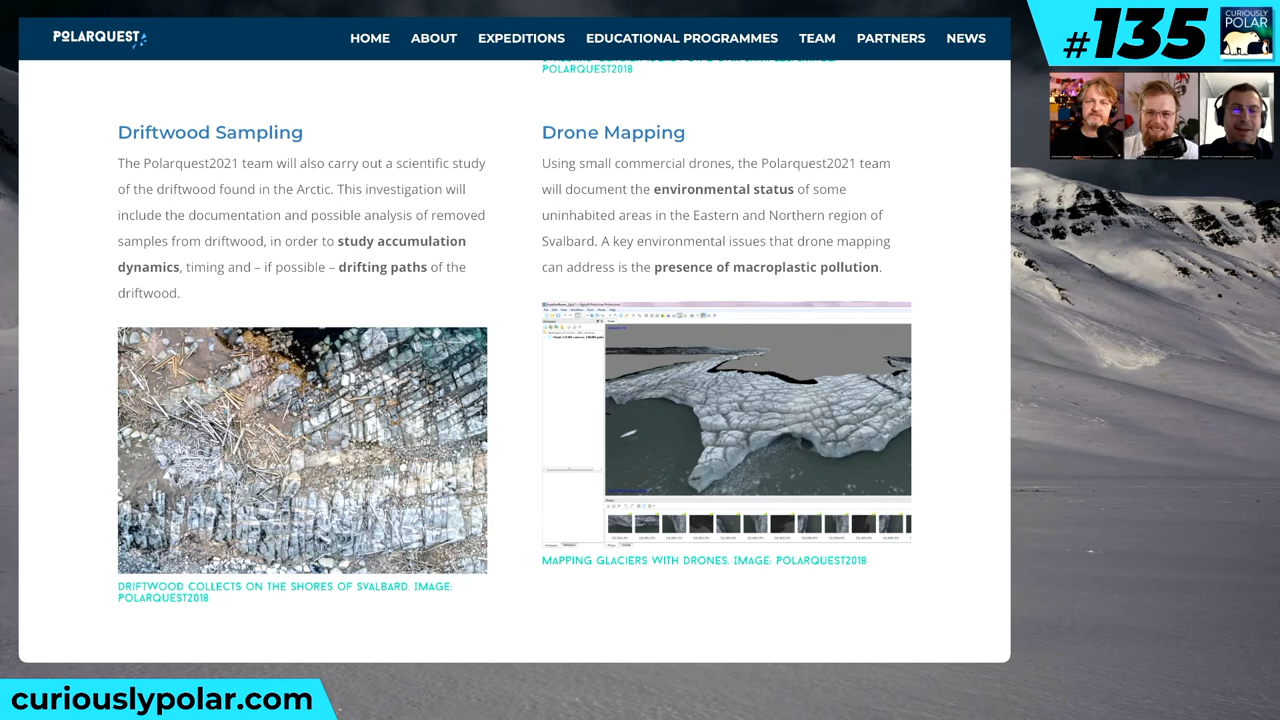 POLARQUEST
HOME ABOUT EXPEDITIONS EDUCATIONAL PROGRAMMES TEAM PARTNERS NEWS
#135
CURIOUSLY
POLAR
POLARQUEST2018
Driftwood Sampling
The Polarquest2021 team will also carry out a scientific study
of the driftwood found in the Arctic. This investigation will
include the documentation and possible analysis of removed
samples from driftwood, in order to study accumulation
dynamics, timing and – if possible – drifting paths of the
driftwood.
DRIFTWOOD COLLECTS ON THE SHORES OF SVALBARD. IMAGE:
POLARQUEST2018
Drone Mapping
Using small commercial drones, the Polarquest2021 team
will document the environmental status of some
uninhabited areas in the Eastern and Northern region of
Svalbard. A key environmental issues that drone mapping
can address is the presence of macroplastic pollution.
MAPPING GLACIERS WITH DRONES. IMAGE: POLARQUEST2018
curiouslypolar.com